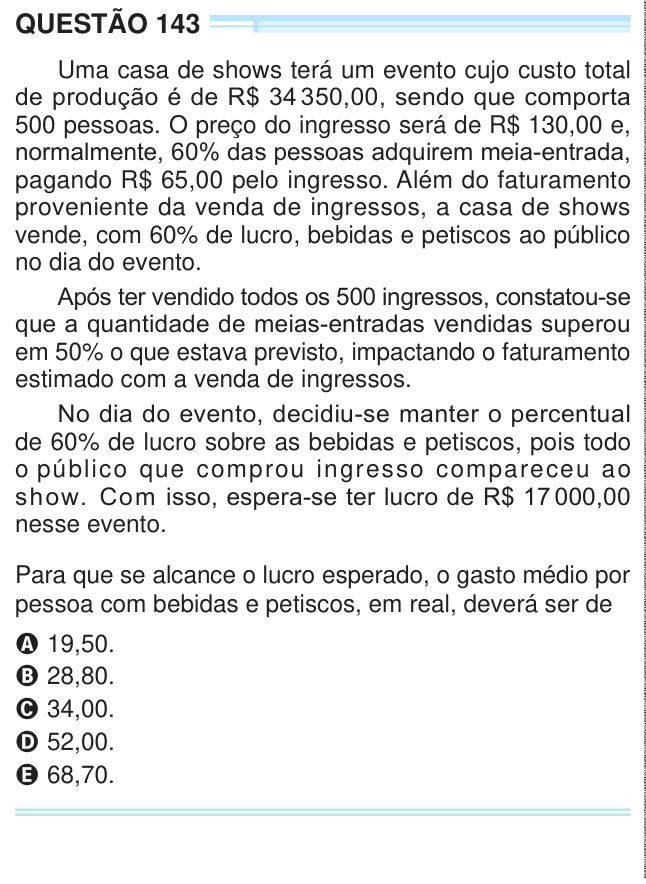 QUESTÃO 143
Uma casa de shows terá um evento cujo custo total
de produção é de R$ 34 350,00, sendo que comporta
500 pessoas. O preço do ingresso será de R$ 130,00 e,
normalmente, 60% das pessoas adquirem meia-entrada,
pagando R$ 65,00 pelo ingresso. Além do faturamento
proveniente da venda de ingressos, a casa de shows
vende, com 60% de lucro, bebidas e petiscos ao público
no dia do evento.
Após ter vendido todos os 500 ingressos, constatou-se
que a quantidade de meias-entradas vendidas superou
em 50% o que estava previsto, impactando o faturamento
estimado com a venda de ingressos.
No dia do evento, decidiu-se manter o percentual
de 60% de lucro sobre as bebidas e petiscos, pois todo
o público que comprou ingresso compareceu ao
show. Com isso, espera-se ter lucro de R$ 17 000,00
nesse evento.
Para que se alcance o lucro esperado, o gasto médio por
pessoa com bebidas e petiscos, em real, deverá ser de
A 19,50.
B 28,80.
C 34,00.
D 52,00.
E 68,70.